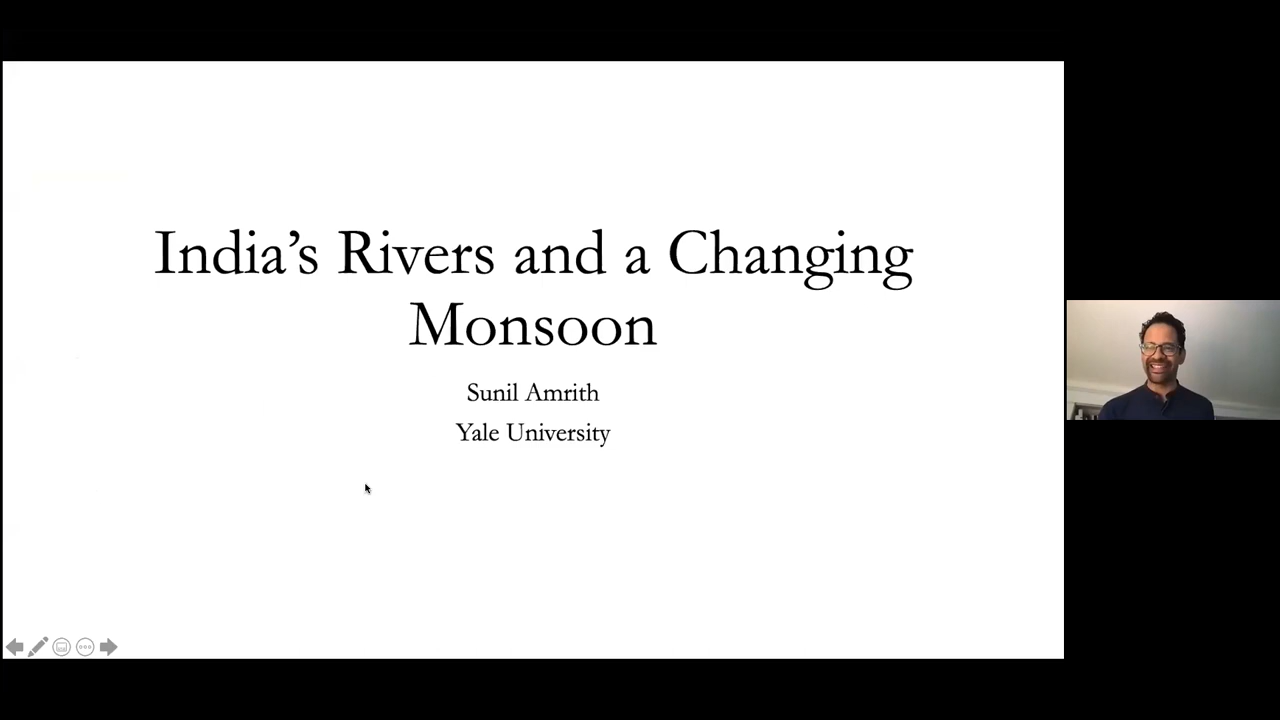 India’s Rivers and a Changing
Monsoon
Sunil Amrith
Yale University